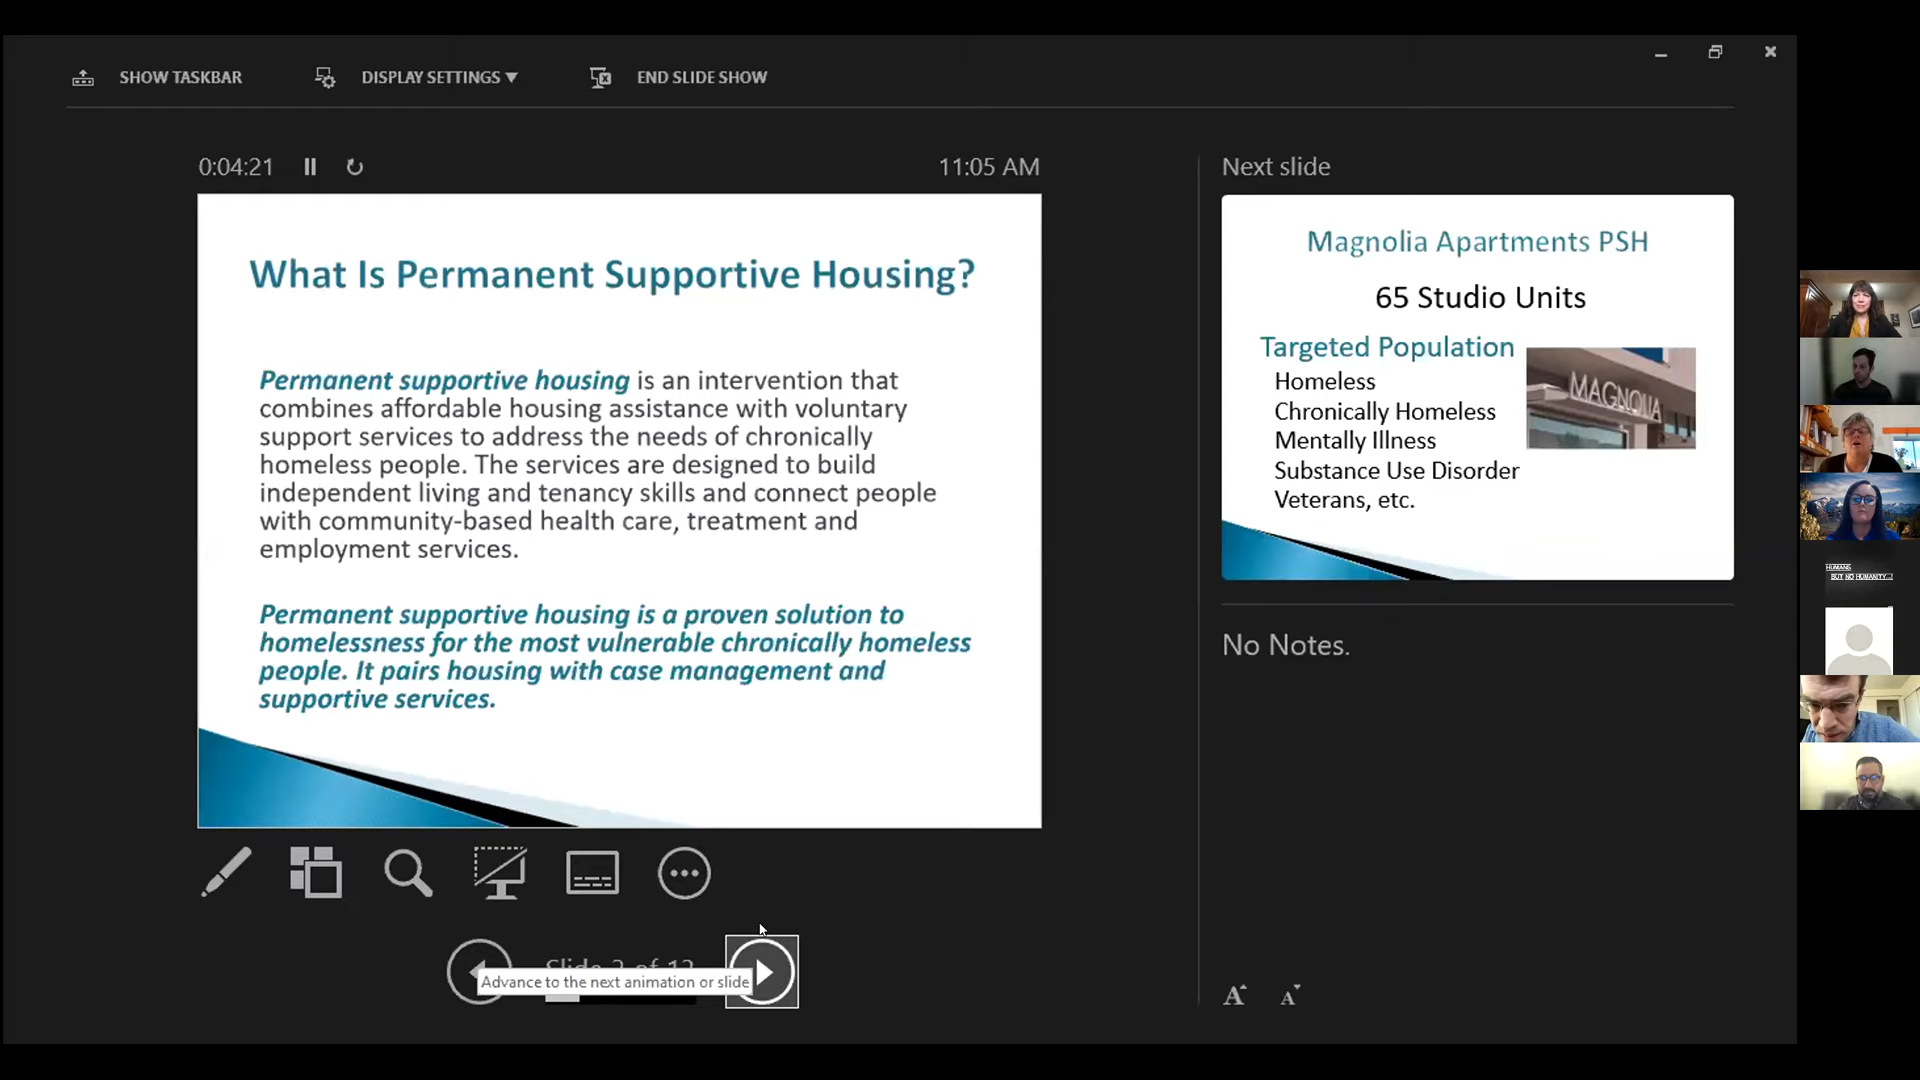 SHOW TASKBAR
DISPLAY SETTINGS
END SLIDE SHOW
0:04:21
11:05 AM
What Is Permanent Supportive Housing?
Permanent supportive housing is an intervention that
combines affordable housing assistance with voluntary
support services to address the needs of chronically
homeless people. The services are designed to build
independent living and tenancy skills and connect people
with community-based health care, treatment and
employment services.
Permanent supportive housing is a proven solution to
homelessness for the most vulnerable chronically homeless
people. It pairs housing with case management and
supportive services.
Advance to the next animation or slide
Next slide
Magnolia Apartments PSH
65 Studio Units
Targeted Population
Homeless
Chronically Homeless
Mentally Illness
Substance Use Disorder
Veterans, etc.
MAGNOLIA
No Notes.
A A
HUMANS
BUT NO HUMANITY...!